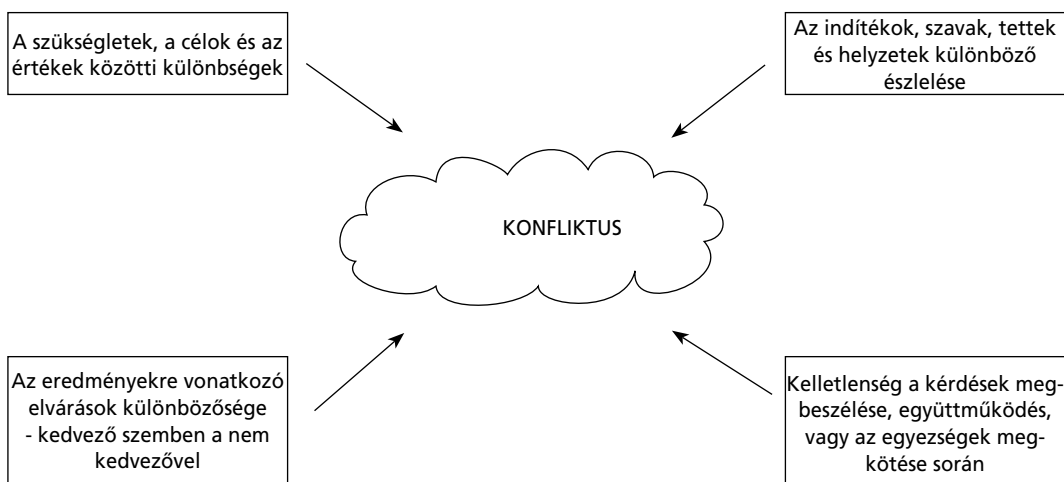 A szükségletek, a célok és az
értékek közötti különbségek
Az indítékok, szavak, tettek
és helyzetek különböző
észlelése
KONFLIKTUS
Az eredményekre vonatkozó
elvárások különbözősége
- kedvező szemben a nem
kedvezővel
Kelletlenség a kérdések meg-
beszélése, együttműködés,
vagy az egyezségek meg-
kötése során